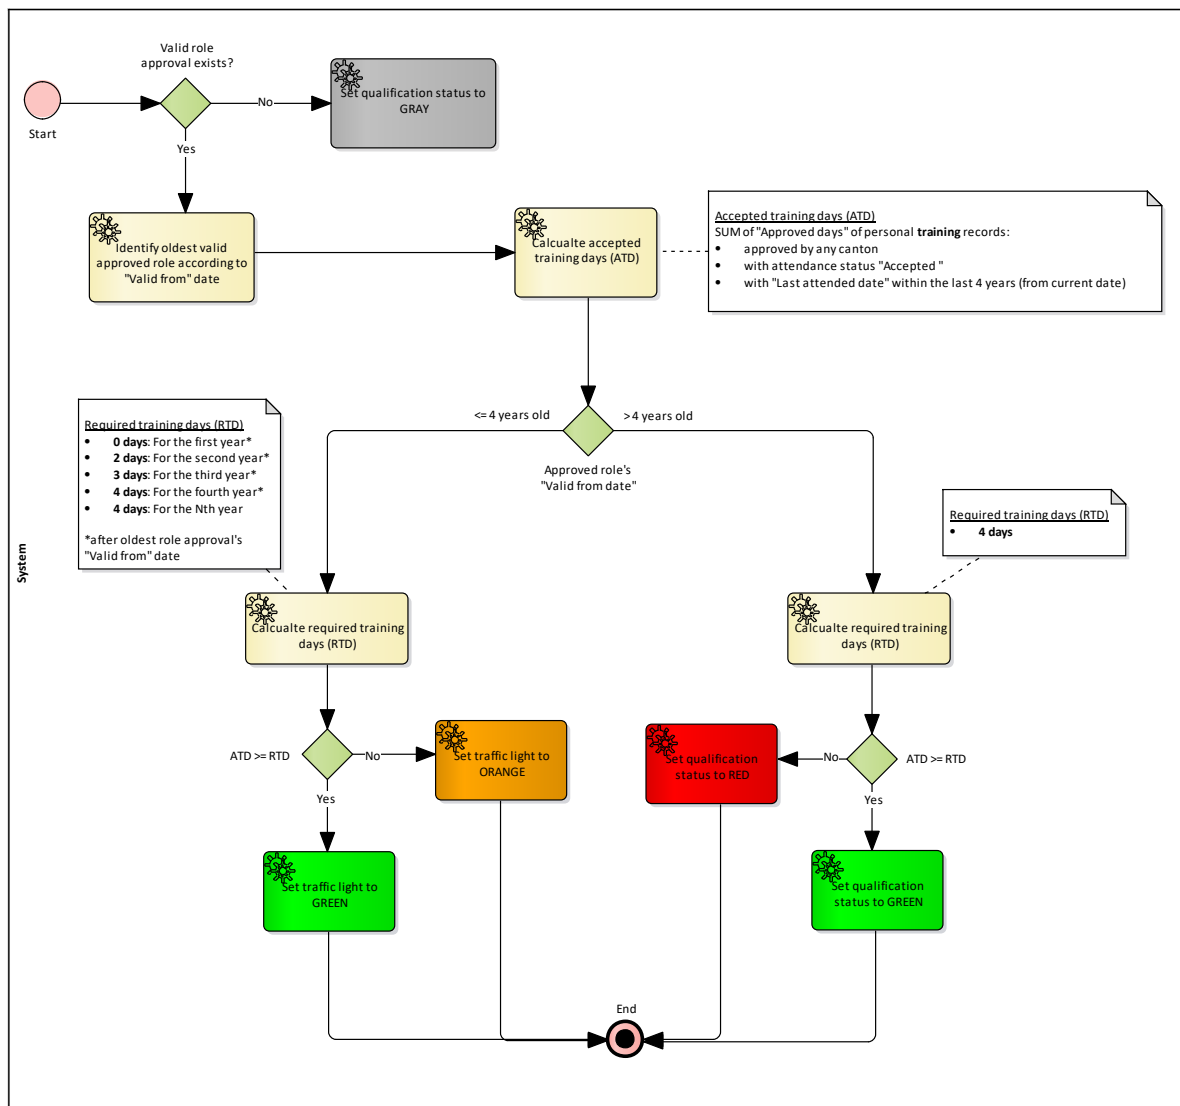 Valid role
approval exists?
Start
No
Set qualification status to
GRAY
Yes
Identify oldest valid
approved role according to
"Valid from" date
Calcualte accepted
training days (ATD)
Accepted training days (ATD)
SUM of "Approved days" of personal training records:
• approved by any canton
• with attendance status "Accepted "
• with "Last attended date" within the last 4 years (from current date)
<= 4 years old
> 4 years old
Approved role's
"Valid from date"
Required training days (RTD)
• 0 days: For the first year*
• 2 days: For the second year*
• 3 days: For the third year*
• 4 days: For the fourth year*
• 4 days: For the Nth year
*after oldest role approval's
"Valid from" date
Required training days (RTD)
• 4 days
System
Calcualte required training
days (RTD)
Calcualte required training
days (RTD)
ATD >= RTD
No
Set traffic light to
ORANGE
Set qualification
status to RED
No
ATD >= RTD
Yes
Yes
Set traffic light to
GREEN
Set qualification
status to GREEN
End